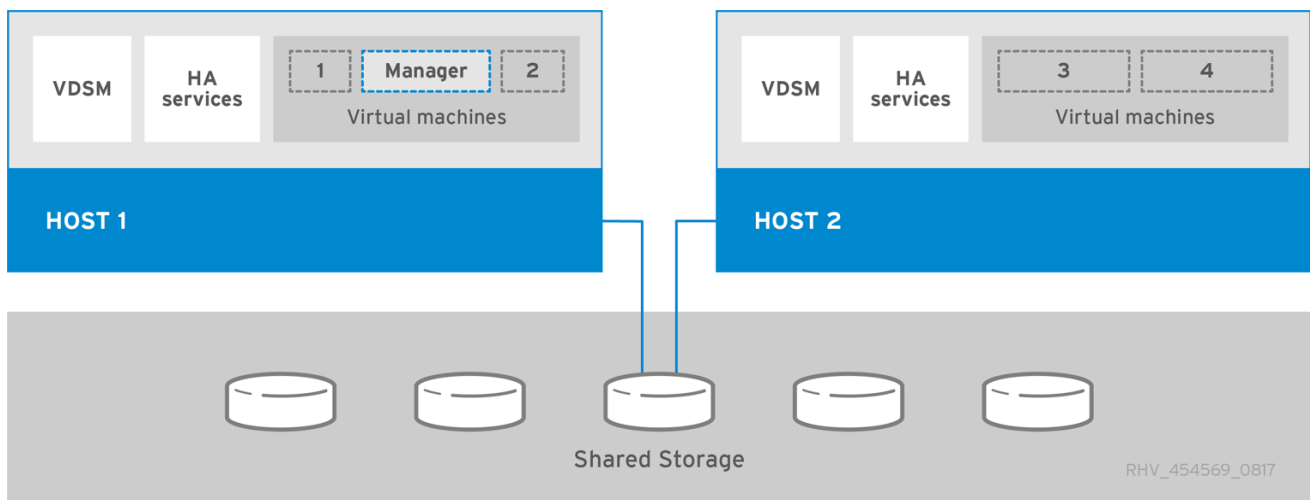 VDSM
HA
services
1
Manager
2
Virtual machines
HOST 1
VDSM
HA
services
3
4
Virtual machines
HOST 2
Shared Storage
RHV_454569_0817